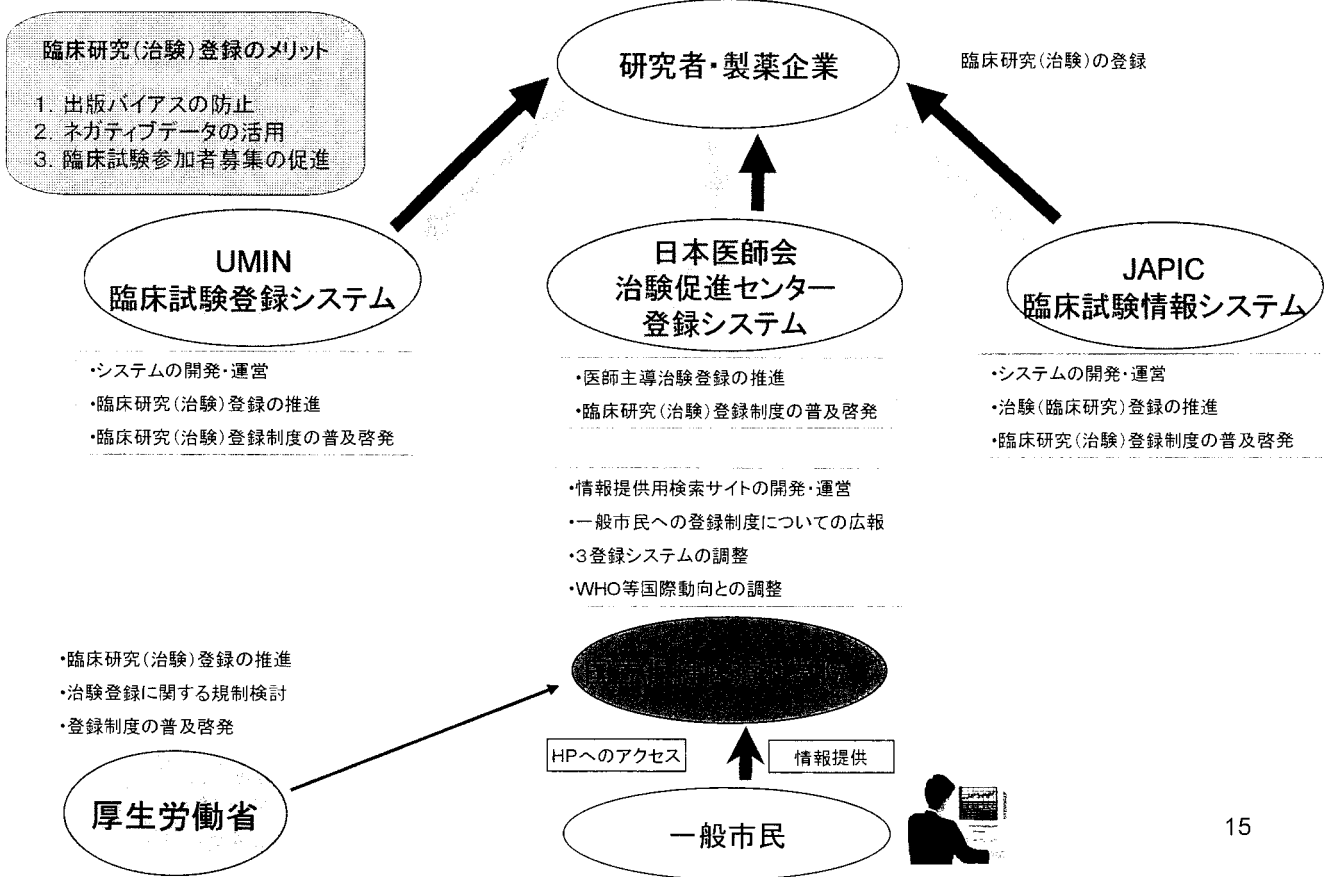 臨床研究(治験)登録のメリット
1. 出版バイアスの防止
2. ネガティブデータの活用
3. 臨床試験参加者募集の促進
研究者・製薬企業
臨床研究(治験)の登録
UMIN
臨床試験登録システム
・システムの開発・運営
・臨床研究(治験)登録の推進
・臨床研究(治験)登録制度の普及啓発
日本医師会
治験促進センター
登録システム
・医師主導治験登録の推進
・臨床研究(治験)登録制度の普及啓発
JAPIC
臨床試験情報システム
・システムの開発・運営
・治験(臨床研究)登録の推進
・臨床研究(治験)登録制度の普及啓発
・情報提供用検索サイトの開発・運営
・一般市民への登録制度についての広報
・3登録システムの調整
・WHO等国際動向との調整
・臨床研究(治験)登録の推進
・治験登録に関する規制検討
・登録制度の普及啓発
厚生労働省
HPへのアクセス
情報提供
一般市民
15